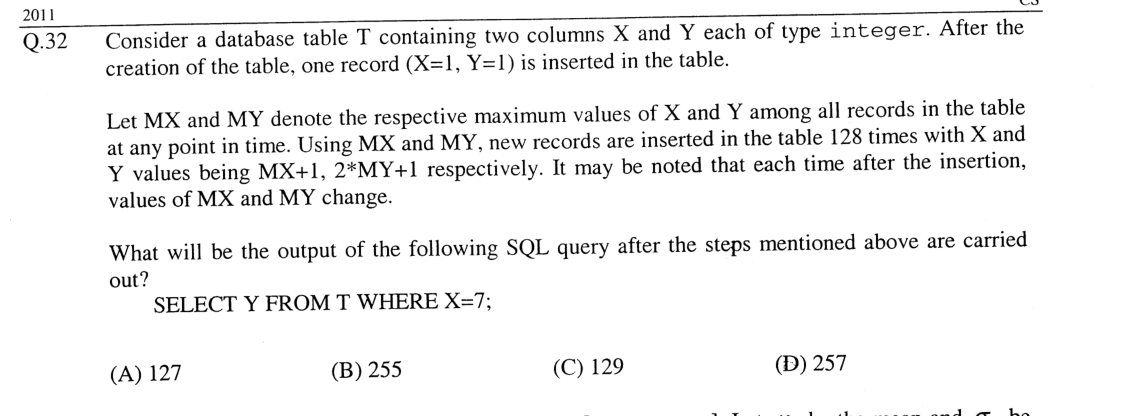 2011
CS
Q.32 Consider a database table T containing two columns X and Y each of type integer. After the
creation of the table, one record (X=1, Y=1) is inserted in the table.
Let MX and MY denote the respective maximum values of X and Y among all records in the table
at any point in time. Using MX and MY, new records are inserted in the table 128 times with X and
Y values being MX+1, 2*MY+1 respectively. It may be noted that each time after the insertion,
values of MX and MY change.
What will be the output of the following SQL query after the steps mentioned above are carried
out?
SELECT Y FROM T WHERE X=7;
(A) 127 (B) 255 (C) 129 (D) 257